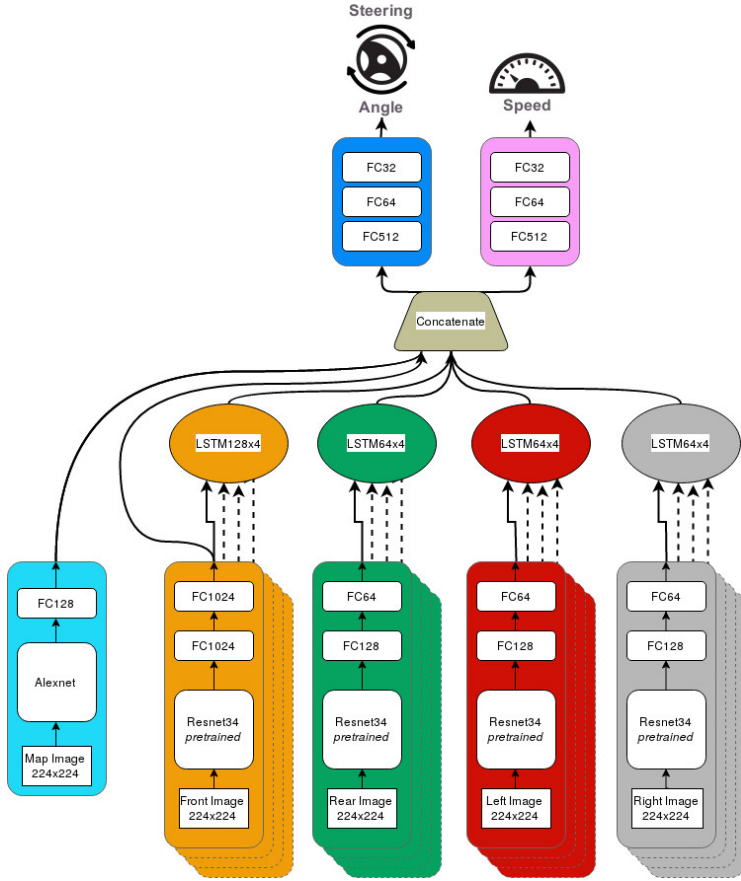 Steering
Angle
Speed
FC32
FC64
FC512
FC32
FC64
FC512
Concatenate
LSTM128x4
LSTM64x4
LSTM64x4
LSTM64x4
FC128
Alexnet
Map Image
224x224
FC1024
FC1024
Resnet34
pretrained
Front Image
224x224
FC64
FC128
Resnet34
pretrained
Rear Image
224x224
FC64
FC128
Resnet34
pretrained
Left Image
224x224
FC64
FC128
Resnet34
pretrained
Right Image
224x224